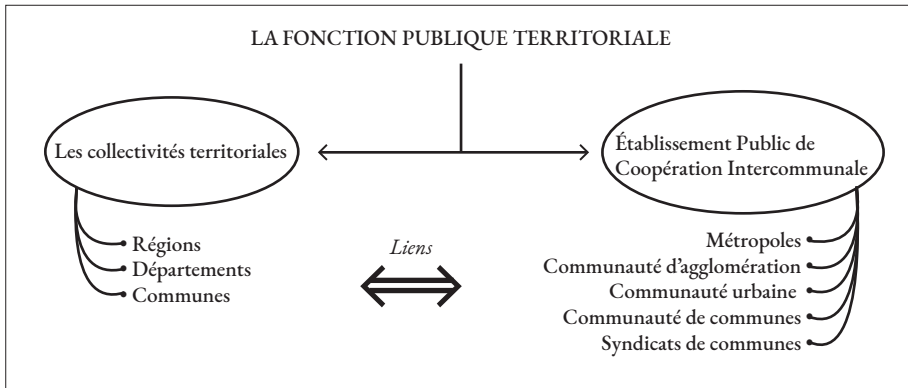 LA FONCTION PUBLIQUE TERRITORIALE
Les collectivités territoriales
Établissement Public de
Coopération Intercommunale
Régions
Départements
Communes
Liens
Métropoles
Communauté d'agglomération
Communauté urbaine
Communauté de communes
Syndicats de communes